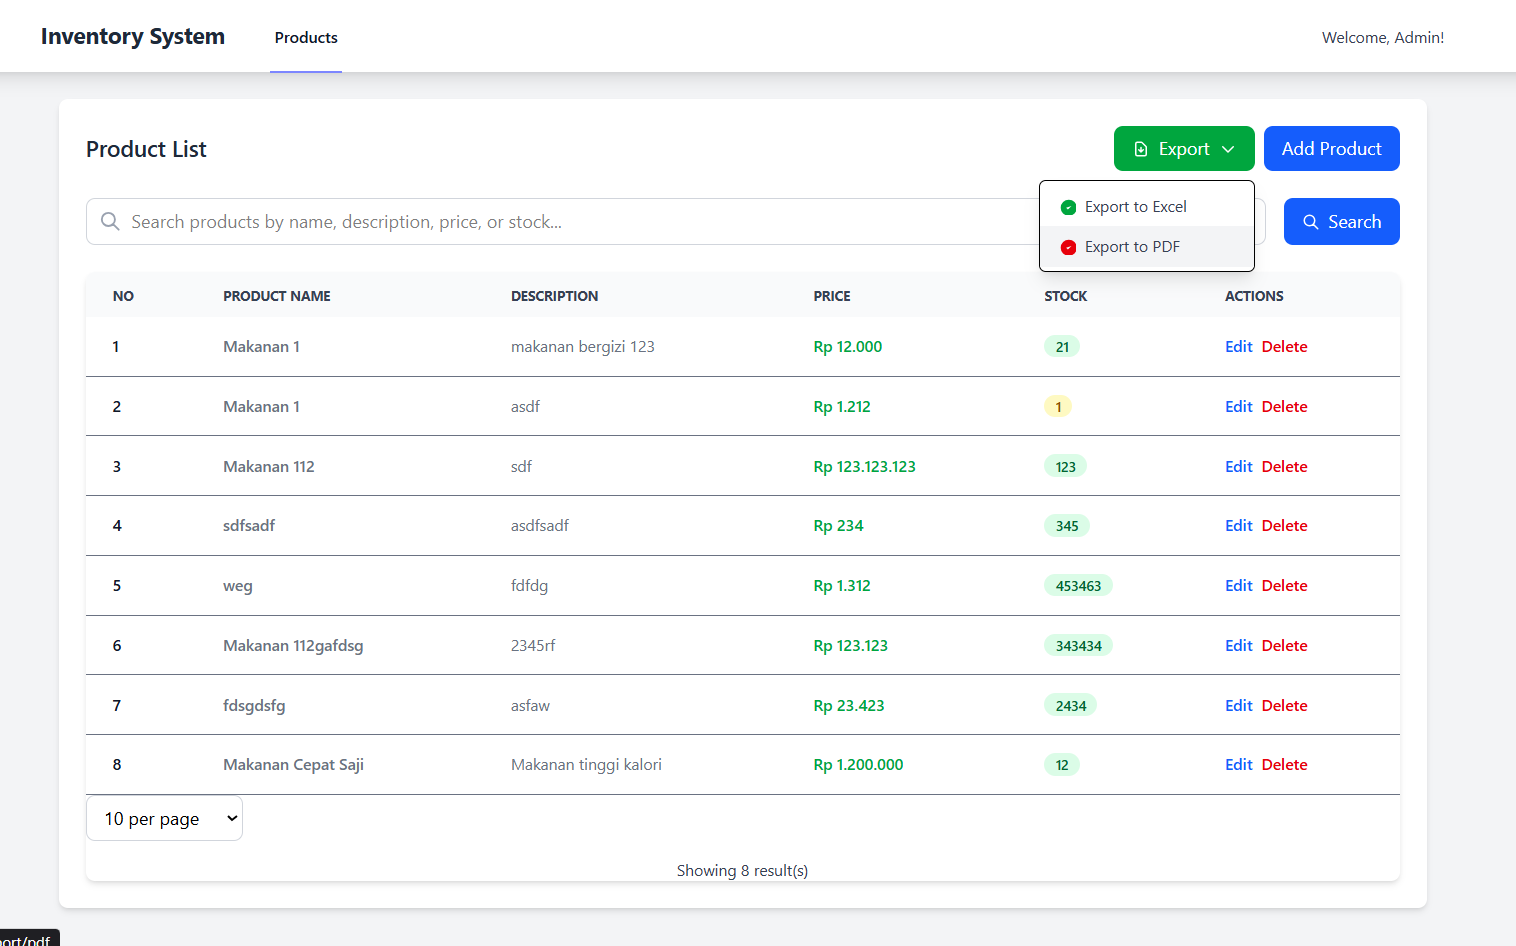 Inventory System Products Welcome, Admin!
Product List Export Add Product
Search products by name, description, price, or stock... Search
Export to Excel
Export to PDF
NO PRODUCT NAME DESCRIPTION PRICE STOCK ACTIONS
1 Makanan 1 makanan bergizi 123 Rp 12.000 21 Edit Delete
2 Makanan 1 asdf Rp 1.212 1 Edit Delete
3 Makanan 112 sdf Rp 123.123.123 123 Edit Delete
4 sdfsadf asdfsadf Rp 234 345 Edit Delete
5 weg fdfdg Rp 1.312 453463 Edit Delete
6 Makanan 112gafdsg 2345rf Rp 123.123 343434 Edit Delete
7 fdsgdsfg asfaw Rp 23.423 2434 Edit Delete
8 Makanan Cepat Saji Makanan tinggi kalori Rp 1.200.000 12 Edit Delete
10 per page
Showing 8 result(s)
ort/pdf